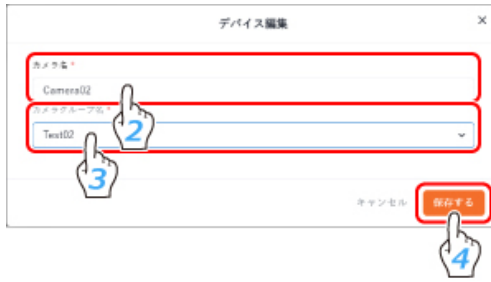 デバイス編集
×
カメラ名 *
Camera02
2
カメラグループ名 *
Test02
3
キャンセル
保存する
4